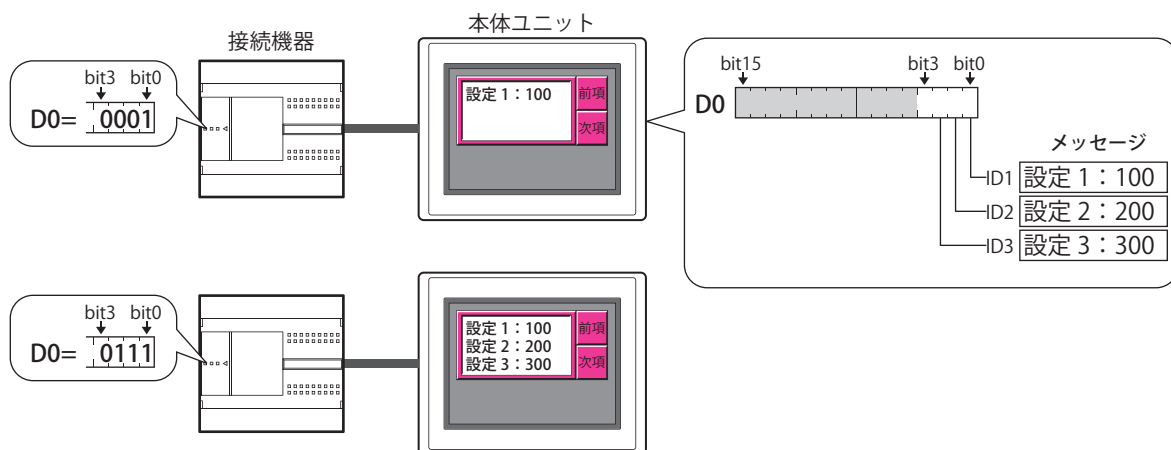 接続機器
本体ユニット
bit3 bit0
D0= 0001
設定 1：100
前項
次項
bit15 bit3 bit0
D0
メッセージ
ID1 設定 1：100
ID2 設定 2：200
ID3 設定 3：300
bit3 bit0
D0= 0111
設定 1：100
設定 2：200
設定 3：300
前項
次項